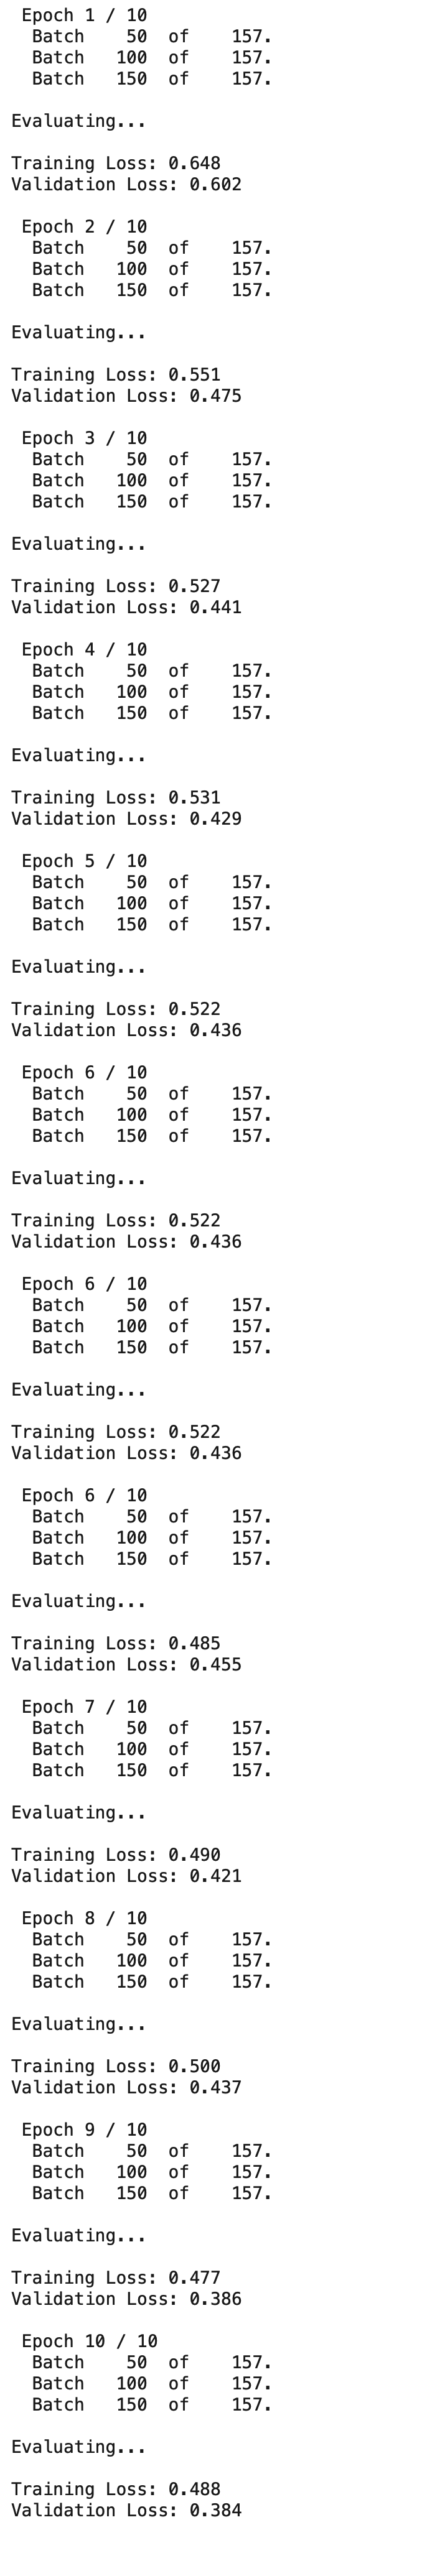 Epoch 1 / 10
Batch 50 of 157.
Batch 100 of 157.
Batch 150 of 157.
Evaluating...
Training Loss: 0.648
Validation Loss: 0.602
Epoch 2 / 10
Batch 50 of 157.
Batch 100 of 157.
Batch 150 of 157.
Evaluating...
Training Loss: 0.551
Validation Loss: 0.475
Epoch 3 / 10
Batch 50 of 157.
Batch 100 of 157.
Batch 150 of 157.
Evaluating...
Training Loss: 0.527
Validation Loss: 0.441
Epoch 4 / 10
Batch 50 of 157.
Batch 100 of 157.
Batch 150 of 157.
Evaluating...
Training Loss: 0.531
Validation Loss: 0.429
Epoch 5 / 10
Batch 50 of 157.
Batch 100 of 157.
Batch 150 of 157.
Evaluating...
Training Loss: 0.522
Validation Loss: 0.436
Epoch 6 / 10
Batch 50 of 157.
Batch 100 of 157.
Batch 150 of 157.
Evaluating...
Training Loss: 0.522
Validation Loss: 0.436
Epoch 6 / 10
Batch 50 of 157.
Batch 100 of 157.
Batch 150 of 157.
Evaluating...
Training Loss: 0.522
Validation Loss: 0.436
Epoch 6 / 10
Batch 50 of 157.
Batch 100 of 157.
Batch 150 of 157.
Evaluating...
Training Loss: 0.485
Validation Loss: 0.455
Epoch 7 / 10
Batch 50 of 157.
Batch 100 of 157.
Batch 150 of 157.
Evaluating...
Training Loss: 0.490
Validation Loss: 0.421
Epoch 8 / 10
Batch 50 of 157.
Batch 100 of 157.
Batch 150 of 157.
Evaluating...
Training Loss: 0.500
Validation Loss: 0.437
Epoch 9 / 10
Batch 50 of 157.
Batch 100 of 157.
Batch 150 of 157.
Evaluating...
Training Loss: 0.477
Validation Loss: 0.386
Epoch 10 / 10
Batch 50 of 157.
Batch 100 of 157.
Batch 150 of 157.
Evaluating...
Training Loss: 0.488
Validation Loss: 0.384